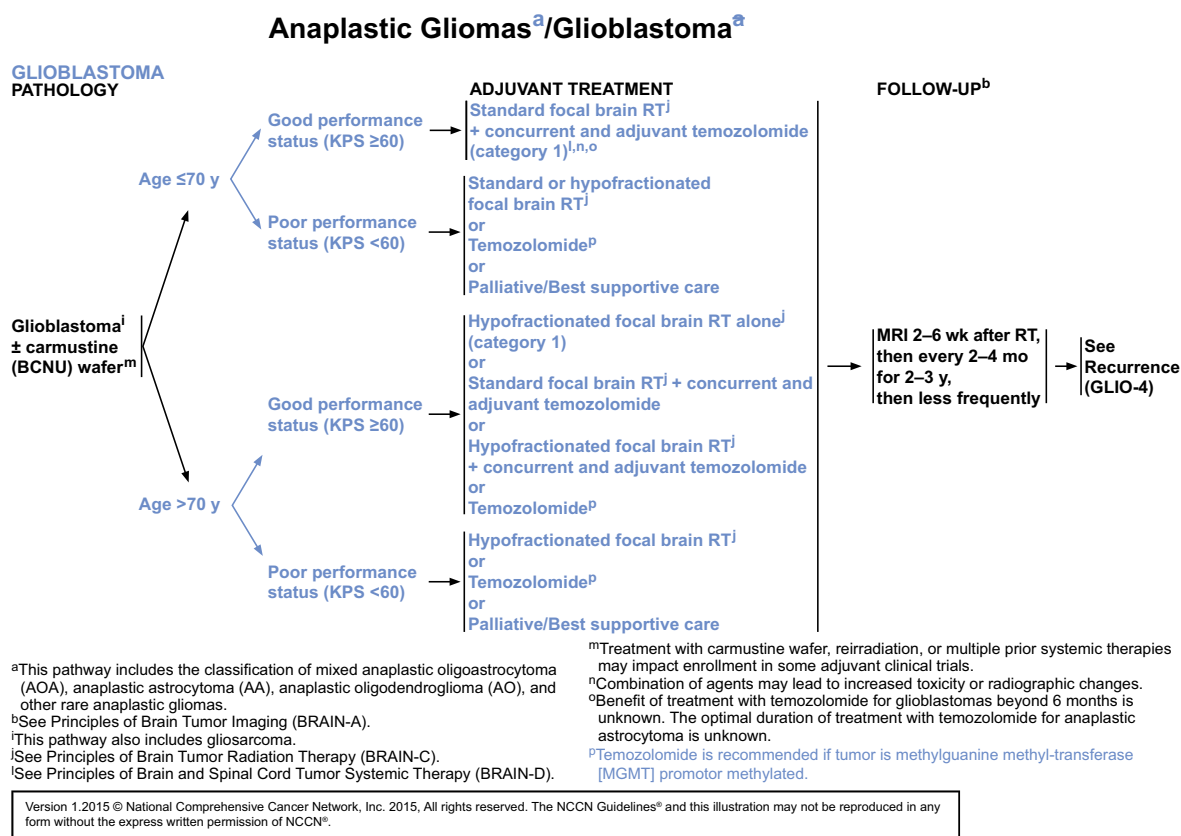 Anaplastic Gliomasa/Glioblastomaa
GLIOBLASTOMA
PATHOLOGY
ADJUVANT TREATMENT
FOLLOW-UPb
Glioblastomai
± carmustine
(BCNU) waferm
Age ≤70 y
Good performance
status (KPS ≥60)
Standard focal brain RTj
+ concurrent and adjuvant temozolomide
(category 1)l,n,o
Poor performance
status (KPS <60)
Standard or hypofractionated
focal brain RTj
or
Temozolomidep
or
Palliative/Best supportive care
Age >70 y
Good performance
status (KPS ≥60)
Hypofractionated focal brain RT alonej
(category 1)
or
Standard focal brain RTj + concurrent and
adjuvant temozolomide
or
Hypofractionated focal brain RTj
+ concurrent and adjuvant temozolomide
or
Temozolomidep
Poor performance
status (KPS <60)
Hypofractionated focal brain RTj
or
Temozolomidep
or
Palliative/Best supportive care
MRI 2–6 wk after RT,
then every 2–4 mo
for 2–3 y,
then less frequently
See
Recurrence
(GLIO-4)
aThis pathway includes the classification of mixed anaplastic oligoastrocytoma
(AOA), anaplastic astrocytoma (AA), anaplastic oligodendroglioma (AO), and
other rare anaplastic gliomas.
bSee Principles of Brain Tumor Imaging (BRAIN-A).
iThis pathway also includes gliosarcoma.
jSee Principles of Brain Tumor Radiation Therapy (BRAIN-C).
lSee Principles of Brain and Spinal Cord Tumor Systemic Therapy (BRAIN-D).
mTreatment with carmustine wafer, reirradiation, or multiple prior systemic therapies
may impact enrollment in some adjuvant clinical trials.
nCombination of agents may lead to increased toxicity or radiographic changes.
oBenefit of treatment with temozolomide for glioblastomas beyond 6 months is
unknown. The optimal duration of treatment with temozolomide for anaplastic
astrocytoma is unknown.
pTemozolomide is recommended if tumor is methylguanine methyl-transferase
[MGMT] promotor methylated.
Version 1.2015 © National Comprehensive Cancer Network, Inc. 2015, All rights reserved. The NCCN Guidelines® and this illustration may not be reproduced in any
form without the express written permission of NCCN®.